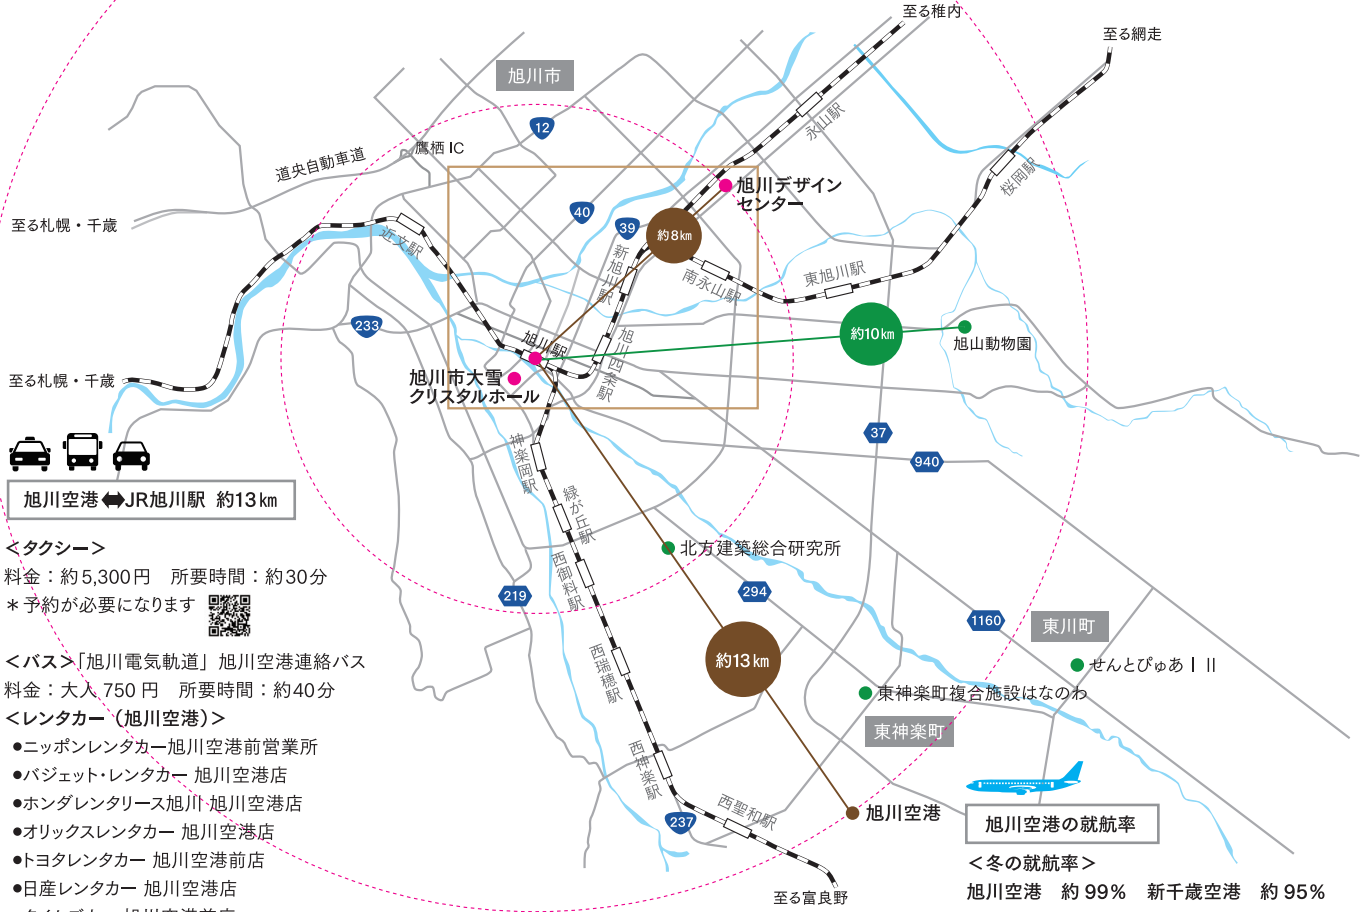 至る稚内
至る網走
旭川市
12
永山駅
鷹栖IC
道央自動車道
桜岡駅
旭川デザイン
センター
40
39
至る札幌・千歳
約8km
近文駅
新旭川駅
南永山駅
東旭川駅
233
約10km
旭山動物園
旭川駅
旭川四条駅
至る札幌・千歳
旭川市大雪
クリスタルホール
37
940
神楽岡駅
旭川空港⬌JR旭川駅 約13km
緑が丘駅
<タクシー>
料金：約5,300円 所要時間：約30分
＊予約が必要になります
北方建築総合研究所
西御料駅
219
294
1160
東川町
<バス>「旭川電気軌道」旭川空港連絡バス
料金：大人 750円 所要時間：約40分
西瑞穂駅
約13km
せんとぴゅあ I II
東神楽町複合施設はなのわ
東神楽町
<レンタカー（旭川空港）>
●ニッポンレンタカー旭川空港前営業所
●バジェット・レンタカー 旭川空港店
●ホンダレンタリース旭川 旭川空港店
●オリックスレンタカー 旭川空港店
●トヨタレンタカー 旭川空港前店
●日産レンタカー 旭川空港店
西神楽駅
西聖和駅
237
旭川空港
至る富良野
旭川空港の就航率
<冬の就航率>
旭川空港 約99% 新千歳空港 約95%